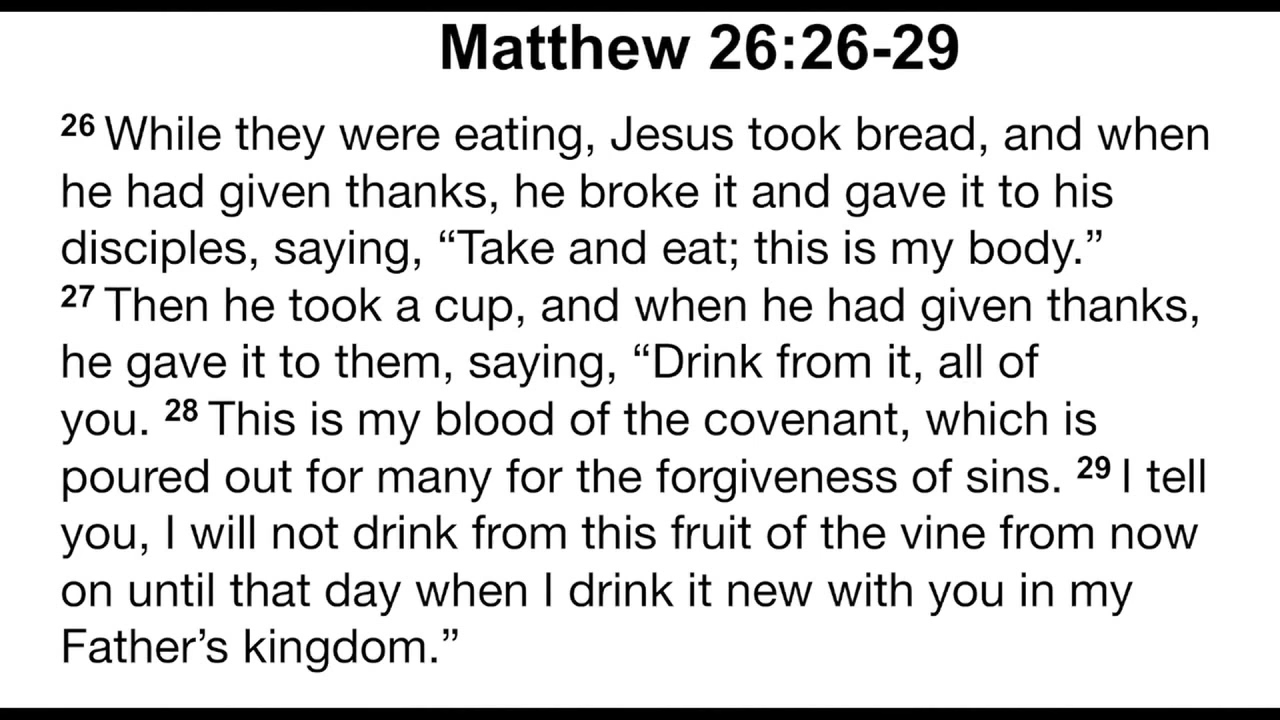 Matthew 26:26-29
26 While they were eating, Jesus took bread, and when
he had given thanks, he broke it and gave it to his
disciples, saying, “Take and eat; this is my body.”
27 Then he took a cup, and when he had given thanks,
he gave it to them, saying, “Drink from it, all of
you. 28 This is my blood of the covenant, which is
poured out for many for the forgiveness of sins. 29 I tell
you, I will not drink from this fruit of the vine from now
on until that day when I drink it new with you in my
Father’s kingdom.”